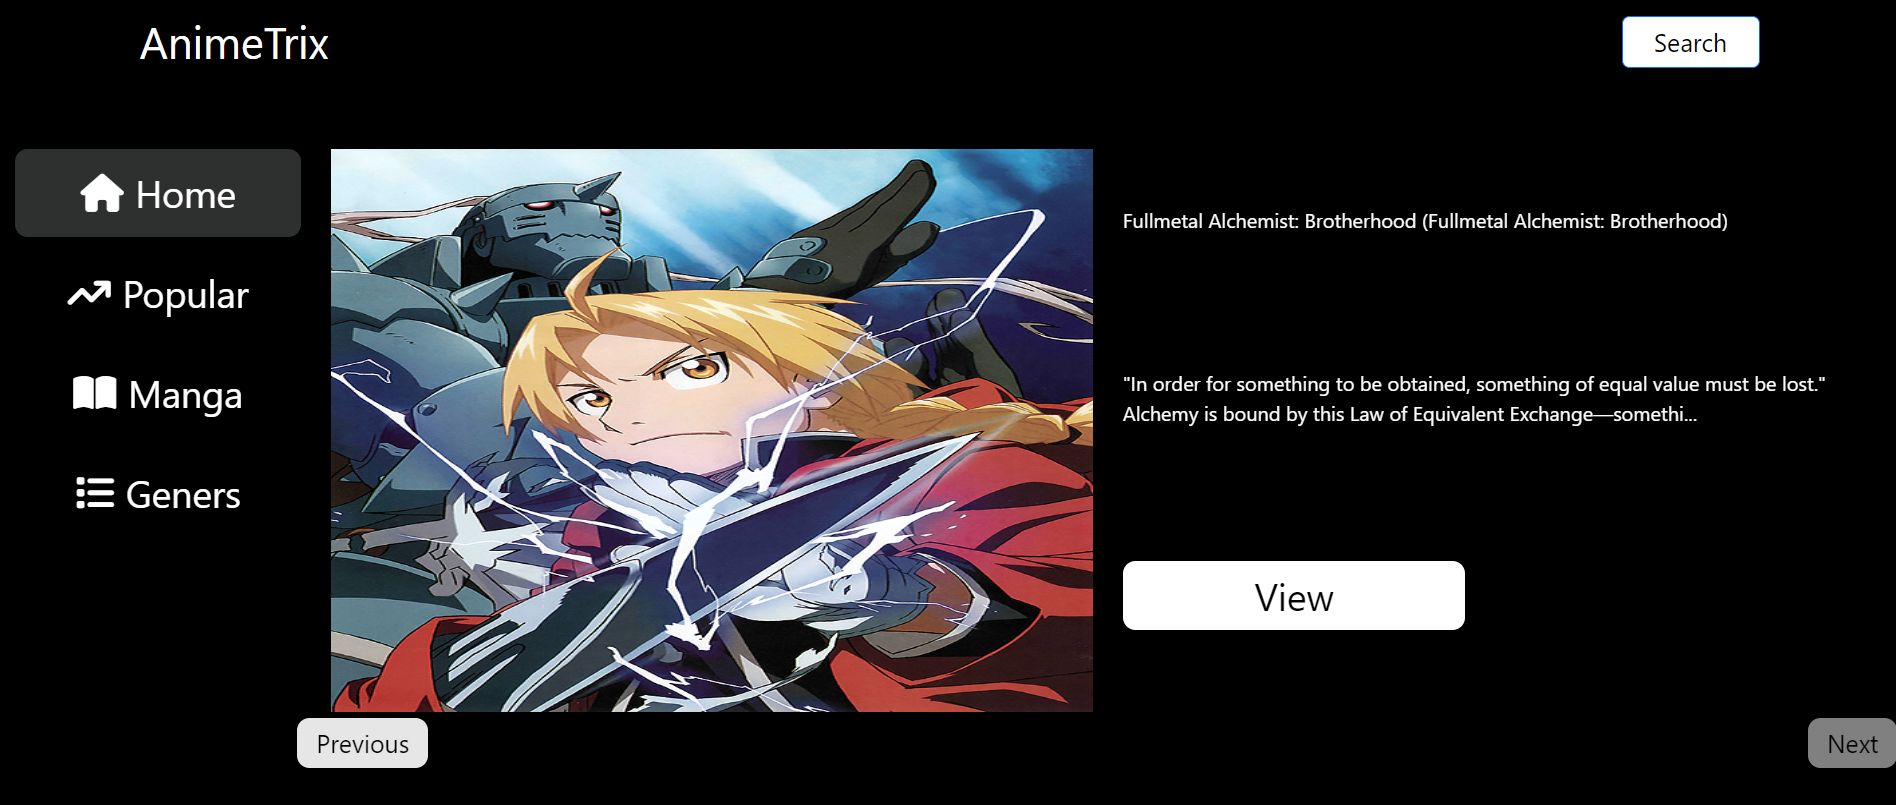 AnimeTrix
Search
Home
Popular
Manga
Geners
Fullmetal Alchemist: Brotherhood (Fullmetal Alchemist: Brotherhood)
"In order for something to be obtained, something of equal value must be lost."
Alchemy is bound by this Law of Equivalent Exchange—somethi...
View
Previous
Next